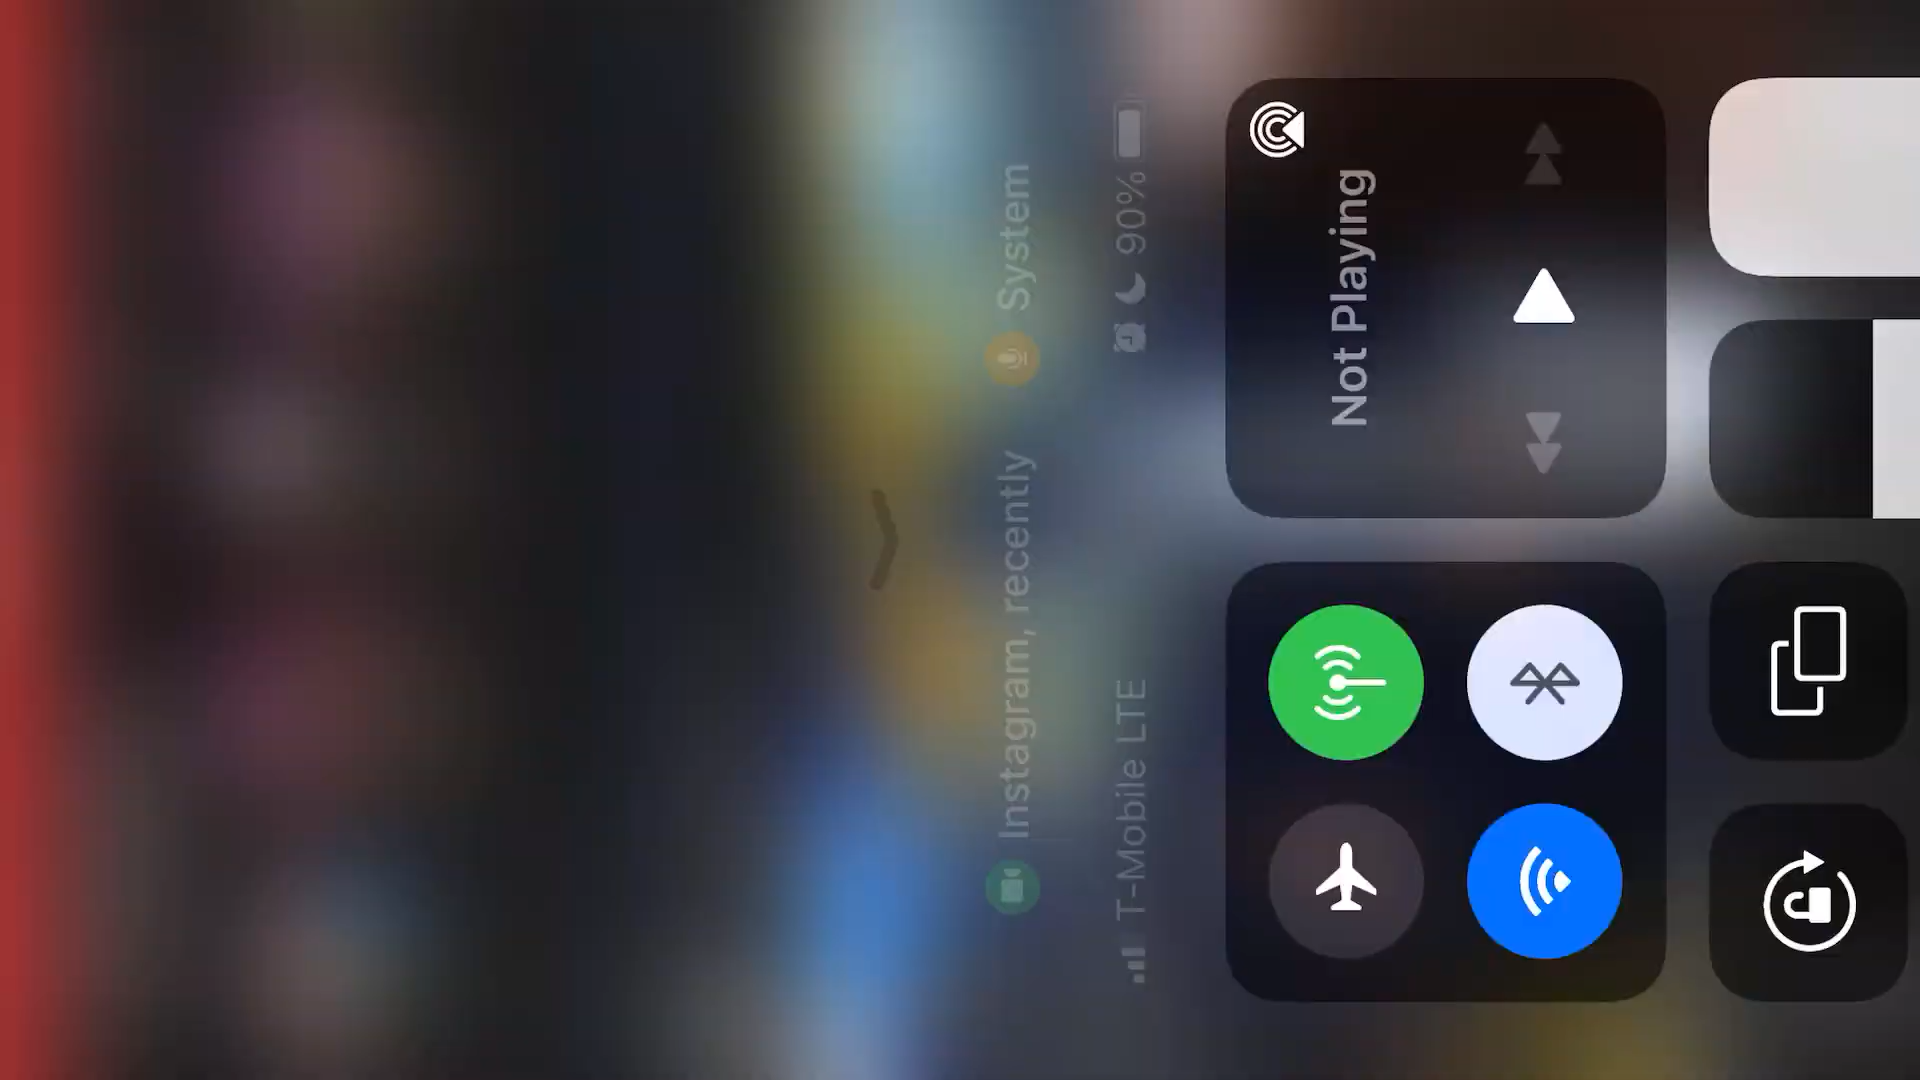 Instagram, recently
System
T-Mobile LTE
90%
Not Playing